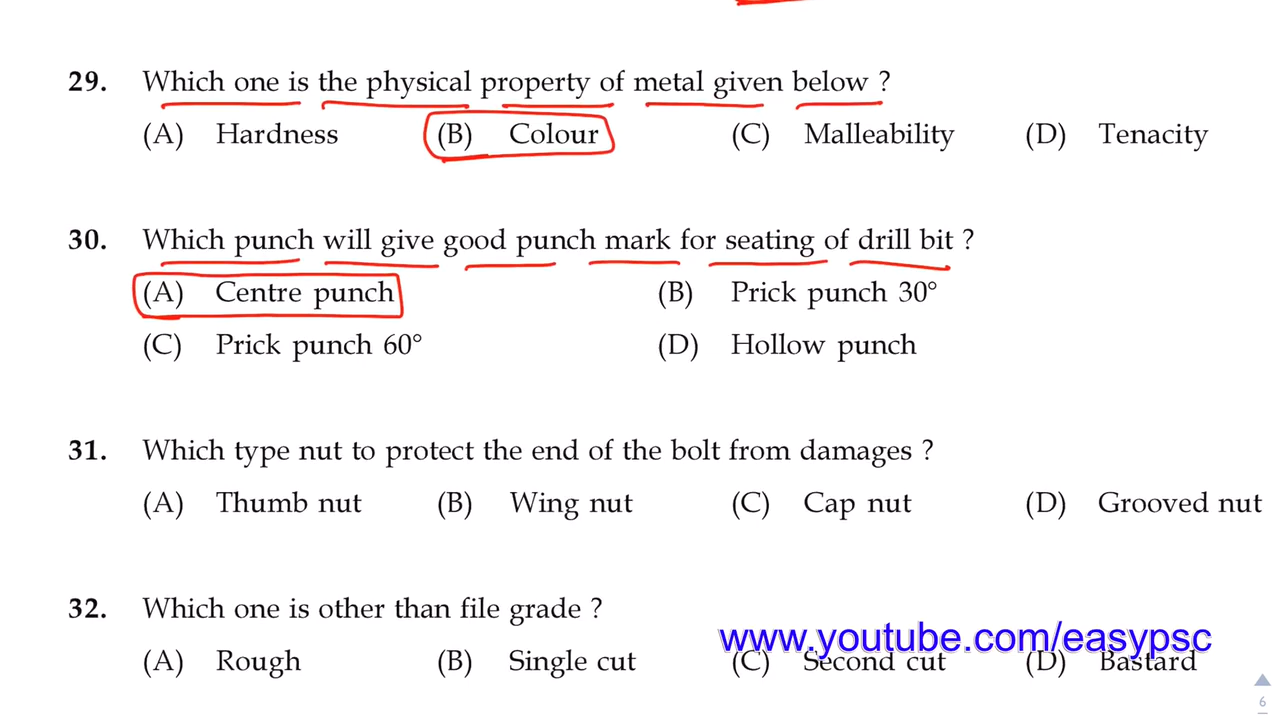 29. Which one is the physical property of metal given below ?
(A) Hardness (B) Colour (C) Malleability (D) Tenacity
30. Which punch will give good punch mark for seating of drill bit ?
(A) Centre punch (B) Prick punch 30°
(C) Prick punch 60° (D) Hollow punch
31. Which type nut to protect the end of the bolt from damages ?
(A) Thumb nut (B) Wing nut (C) Cap nut (D) Grooved nut
32. Which one is other than file grade ?
www.youtube.com/easypsc
(A) Rough (B) Single cut (C) Second cut (D) Bastard
6